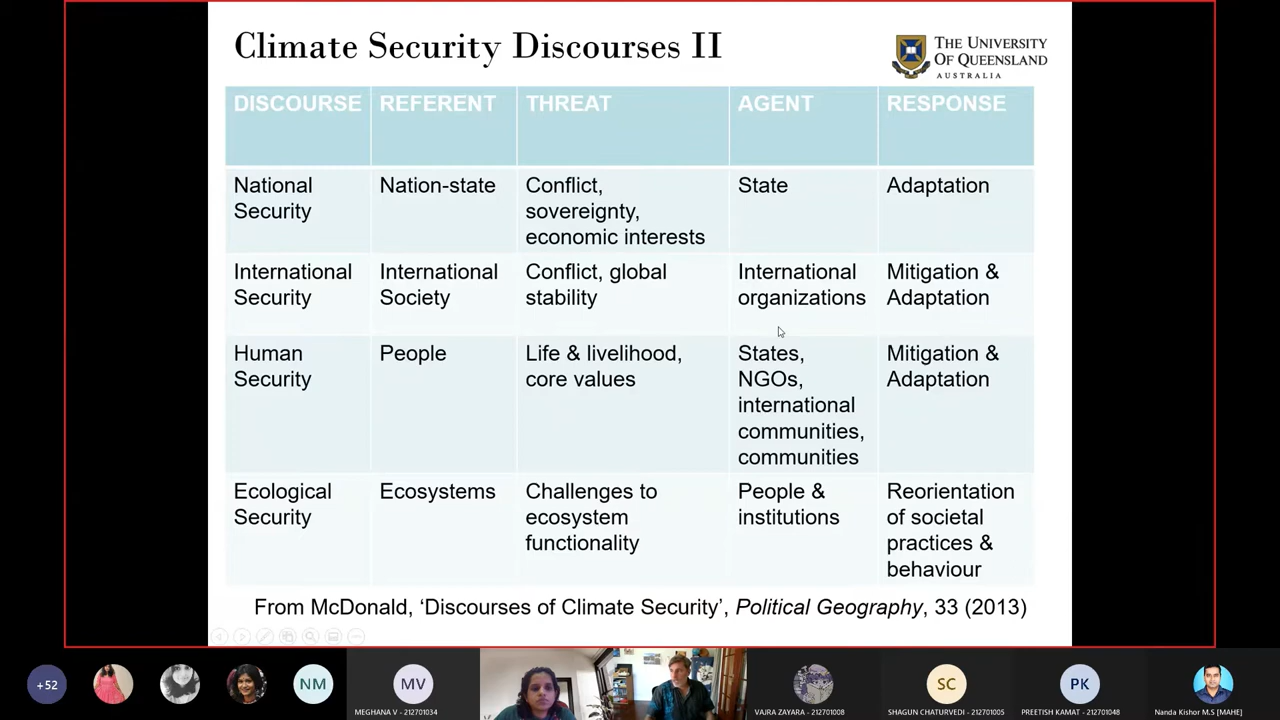 Climate Security Discourses II
THE UNIVERSITY
OF QUEENSLAND
AUSTRALIA
DISCOURSE REFERENT THREAT AGENT RESPONSE
National
Security
Nation-state
Conflict,
sovereignty,
economic interests
State
Adaptation
International
Security
International
Society
Conflict, global
stability
International
organizations
Mitigation &
Adaptation
Human
Security
People
Life & livelihood,
core values
States,
NGOs,
international
communities,
communities
Mitigation &
Adaptation
Ecological
Security
Ecosystems
Challenges to
ecosystem
functionality
People &
institutions
Reorientation
of societal
practices &
behaviour
From McDonald, ‘Discourses of Climate Security’, Political Geography, 33 (2013)
+52
NM
MV
MEGHANA V - 212701034
VAJRA ZAYARA - 212701008
SC
SHAGUN CHATURVEDI - 212701005
PK
PREETISH KAMAT - 212701048
Nanda Kishor M.S [MAHE]